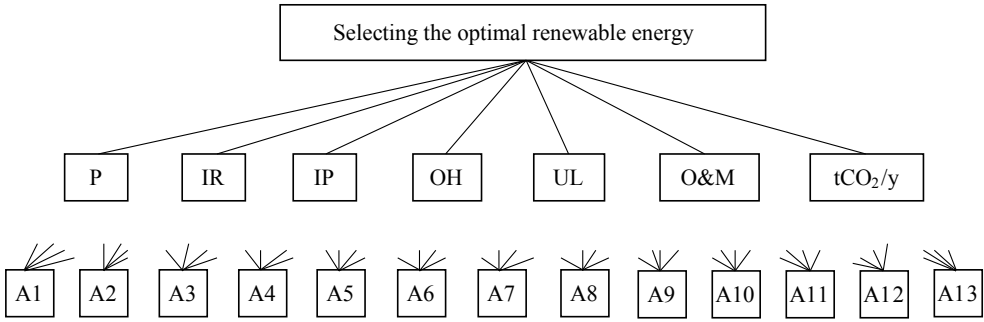 Selecting the optimal renewable energy
P IR IP OH UL O&M tCO₂/y
A1 A2 A3 A4 A5 A6 A7 A8 A9 A10 A11 A12 A13